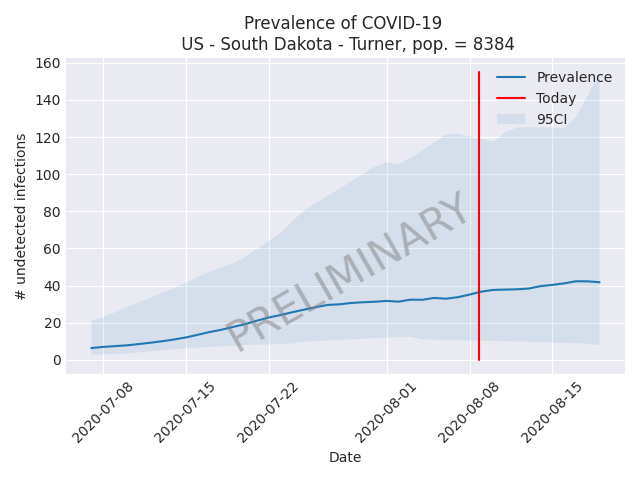 Prevalence of COVID-19
US - South Dakota - Turner, pop. = 8384
160
140
120
100
80
60
40
20
0
# undetected infections
Prevalence
Today
95CI
PRELIMINARY
2020-07-08
2020-07-15
2020-07-22
2020-08-01
2020-08-08
2020-08-15
Date